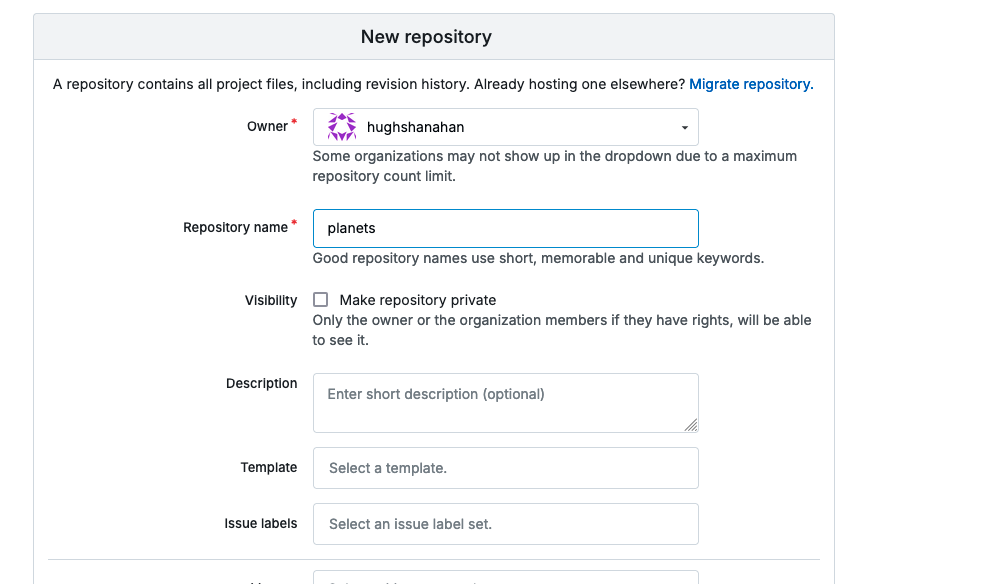 New repository
A repository contains all project files, including revision history. Already hosting one elsewhere? Migrate repository.
Owner *
hughshanahan
Some organizations may not show up in the dropdown due to a maximum
repository count limit.
Repository name *
planets
Good repository names use short, memorable and unique keywords.
Visibility
Make repository private
Only the owner or the organization members if they have rights, will be able
to see it.
Description
Enter short description (optional)
Template
Select a template.
Issue labels
Select an issue label set.